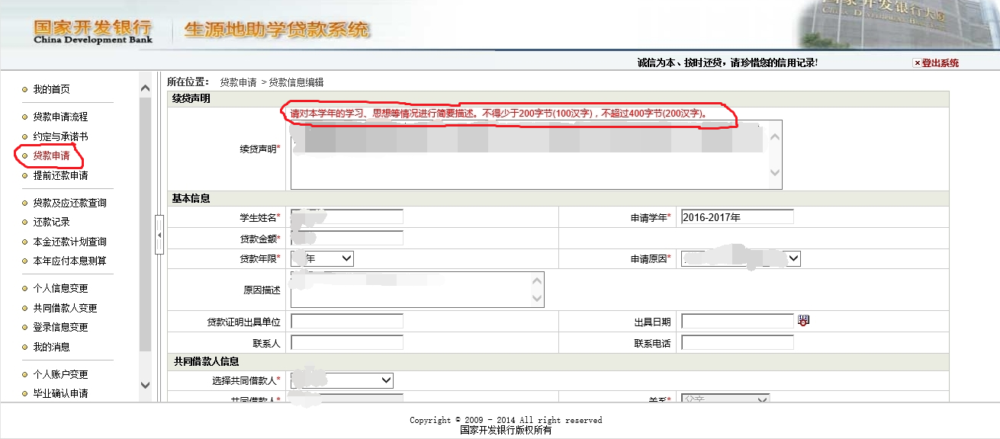 国家开发银行
China Development Bank
生源地助学贷款系统
国家开发银行大厦
诚信为本、按时还贷，请珍惜您的信用记录!
×登出系统
我的首页
贷款申请流程
约定与承诺书
贷款申请
提前还款申请
贷款及应还款查询
还款记录
本金还款计划查询
本年应付本息测算
个人信息变更
共同借款人变更
登录信息变更
我的消息
个人账户变更
毕业确认申请
所在位置： 贷款申请 >贷款信息编辑
续贷声明
请对本学年的学习、思想等情况进行简要描述。不得少于200字节(100汉字)，不超过400字节(200汉字)。
续贷声明*
基本信息
学生姓名*
申请学年* 2016-2017年
贷款金额*
贷款年限* 年
申请原因*
原因描述
贷款证明出具单位
出具日期
联系人
联系电话
共同借款人信息
选择共同借款人*
共同借款人*
关系* 父亲
Copyright © 2009 - 2014 All right reserved
国家开发银行版权所有